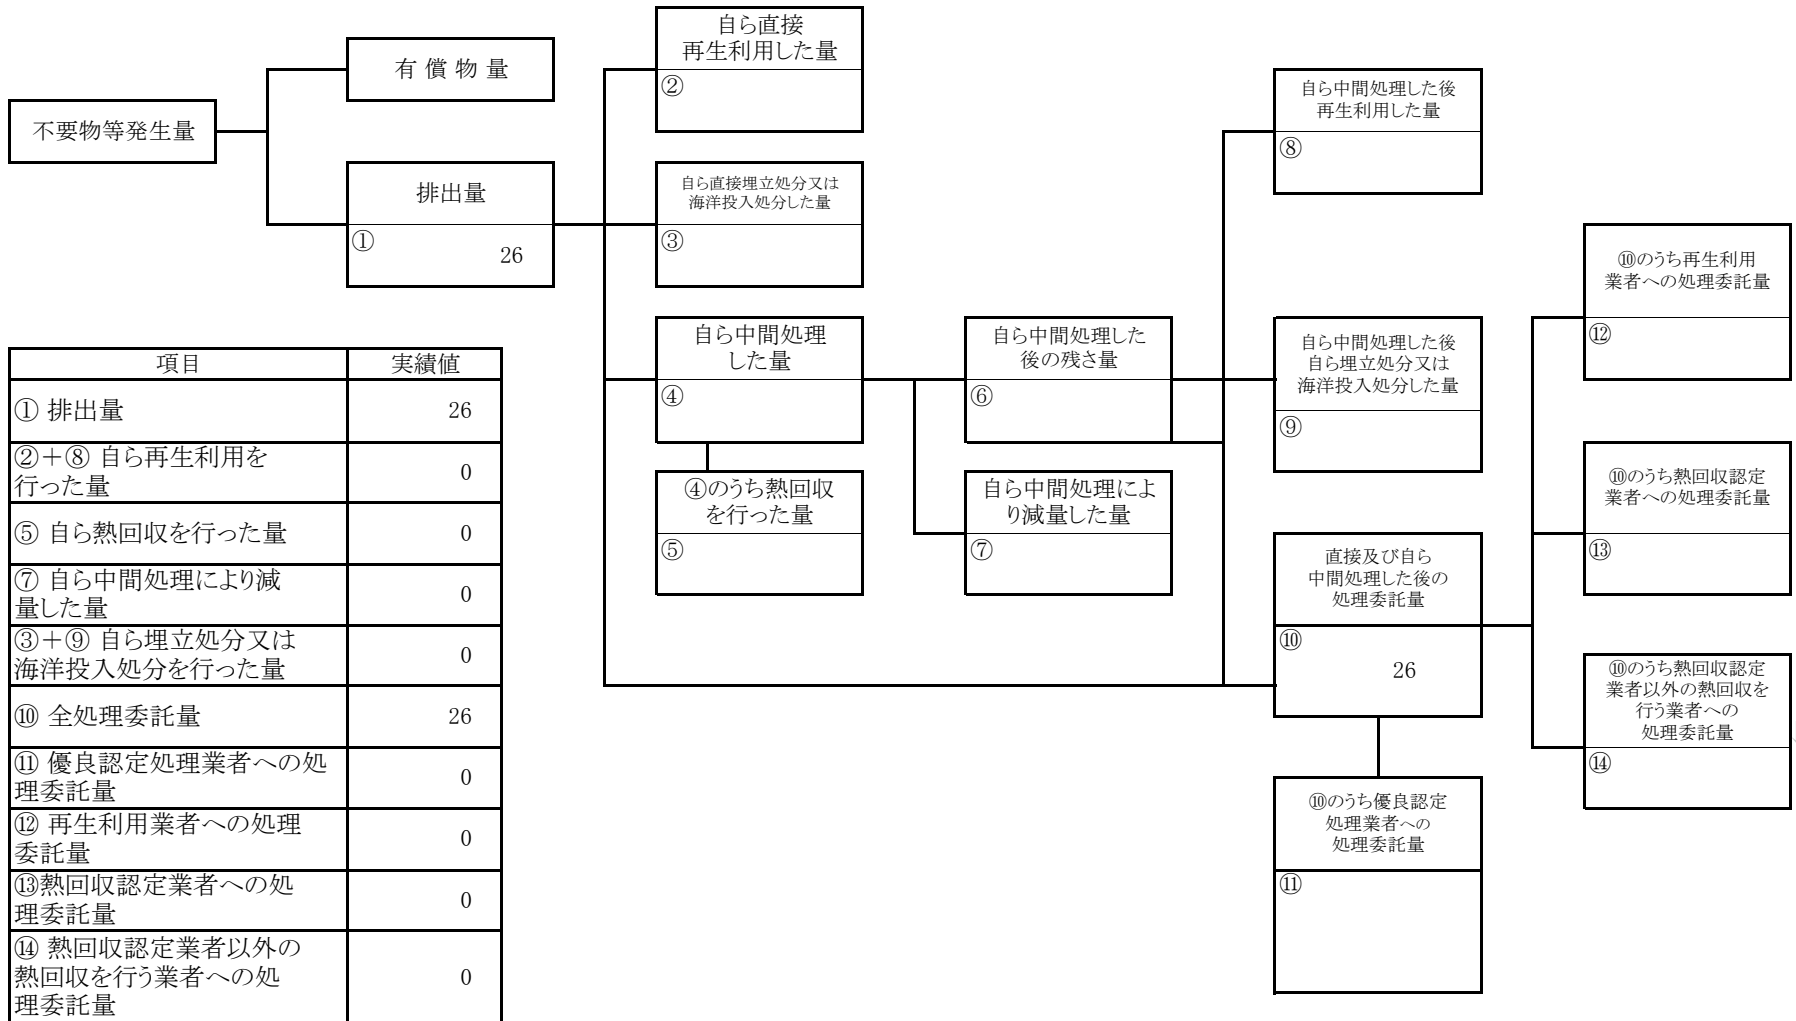 不要物等発生量
有 償 物 量
排出量
①
26
自ら直接
再生利用した量
②
自ら直接埋立処分又は
海洋投入処分した量
③
自ら中間処理
した量
④
④のうち熱回収
を行った量
⑤
自ら中間処理した
後の残さ量
⑥
自ら中間処理によ
り減量した量
⑦
自ら中間処理した後
再生利用した量
⑧
自ら中間処理した後
自ら埋立処分又は
海洋投入処分した量
⑨
直接及び自ら
中間処理した後の
処理委託量
⑩
26
⑩のうち優良認定
処理業者への
処理委託量
⑪
⑩のうち再生利用
業者への処理委託量
⑫
⑩のうち熱回収認定
業者への処理委託量
⑬
⑩のうち熱回収認定
業者以外の熱回収を
行う業者への
処理委託量
⑭
項目 実績値
① 排出量 26
②＋⑧ 自ら再生利用を
行った量 0
⑤ 自ら熱回収を行った量 0
⑦ 自ら中間処理により減
量した量 0
③＋⑨ 自ら埋立処分又は
海洋投入処分を行った量 0
⑩ 全処理委託量 26
⑪ 優良認定処理業者への処
理委託量 0
⑫ 再生利用業者への処理
委託量 0
⑬熱回収認定業者への処
理委託量 0
⑭ 熱回収認定業者以外の
熱回収を行う業者への処
理委託量 0